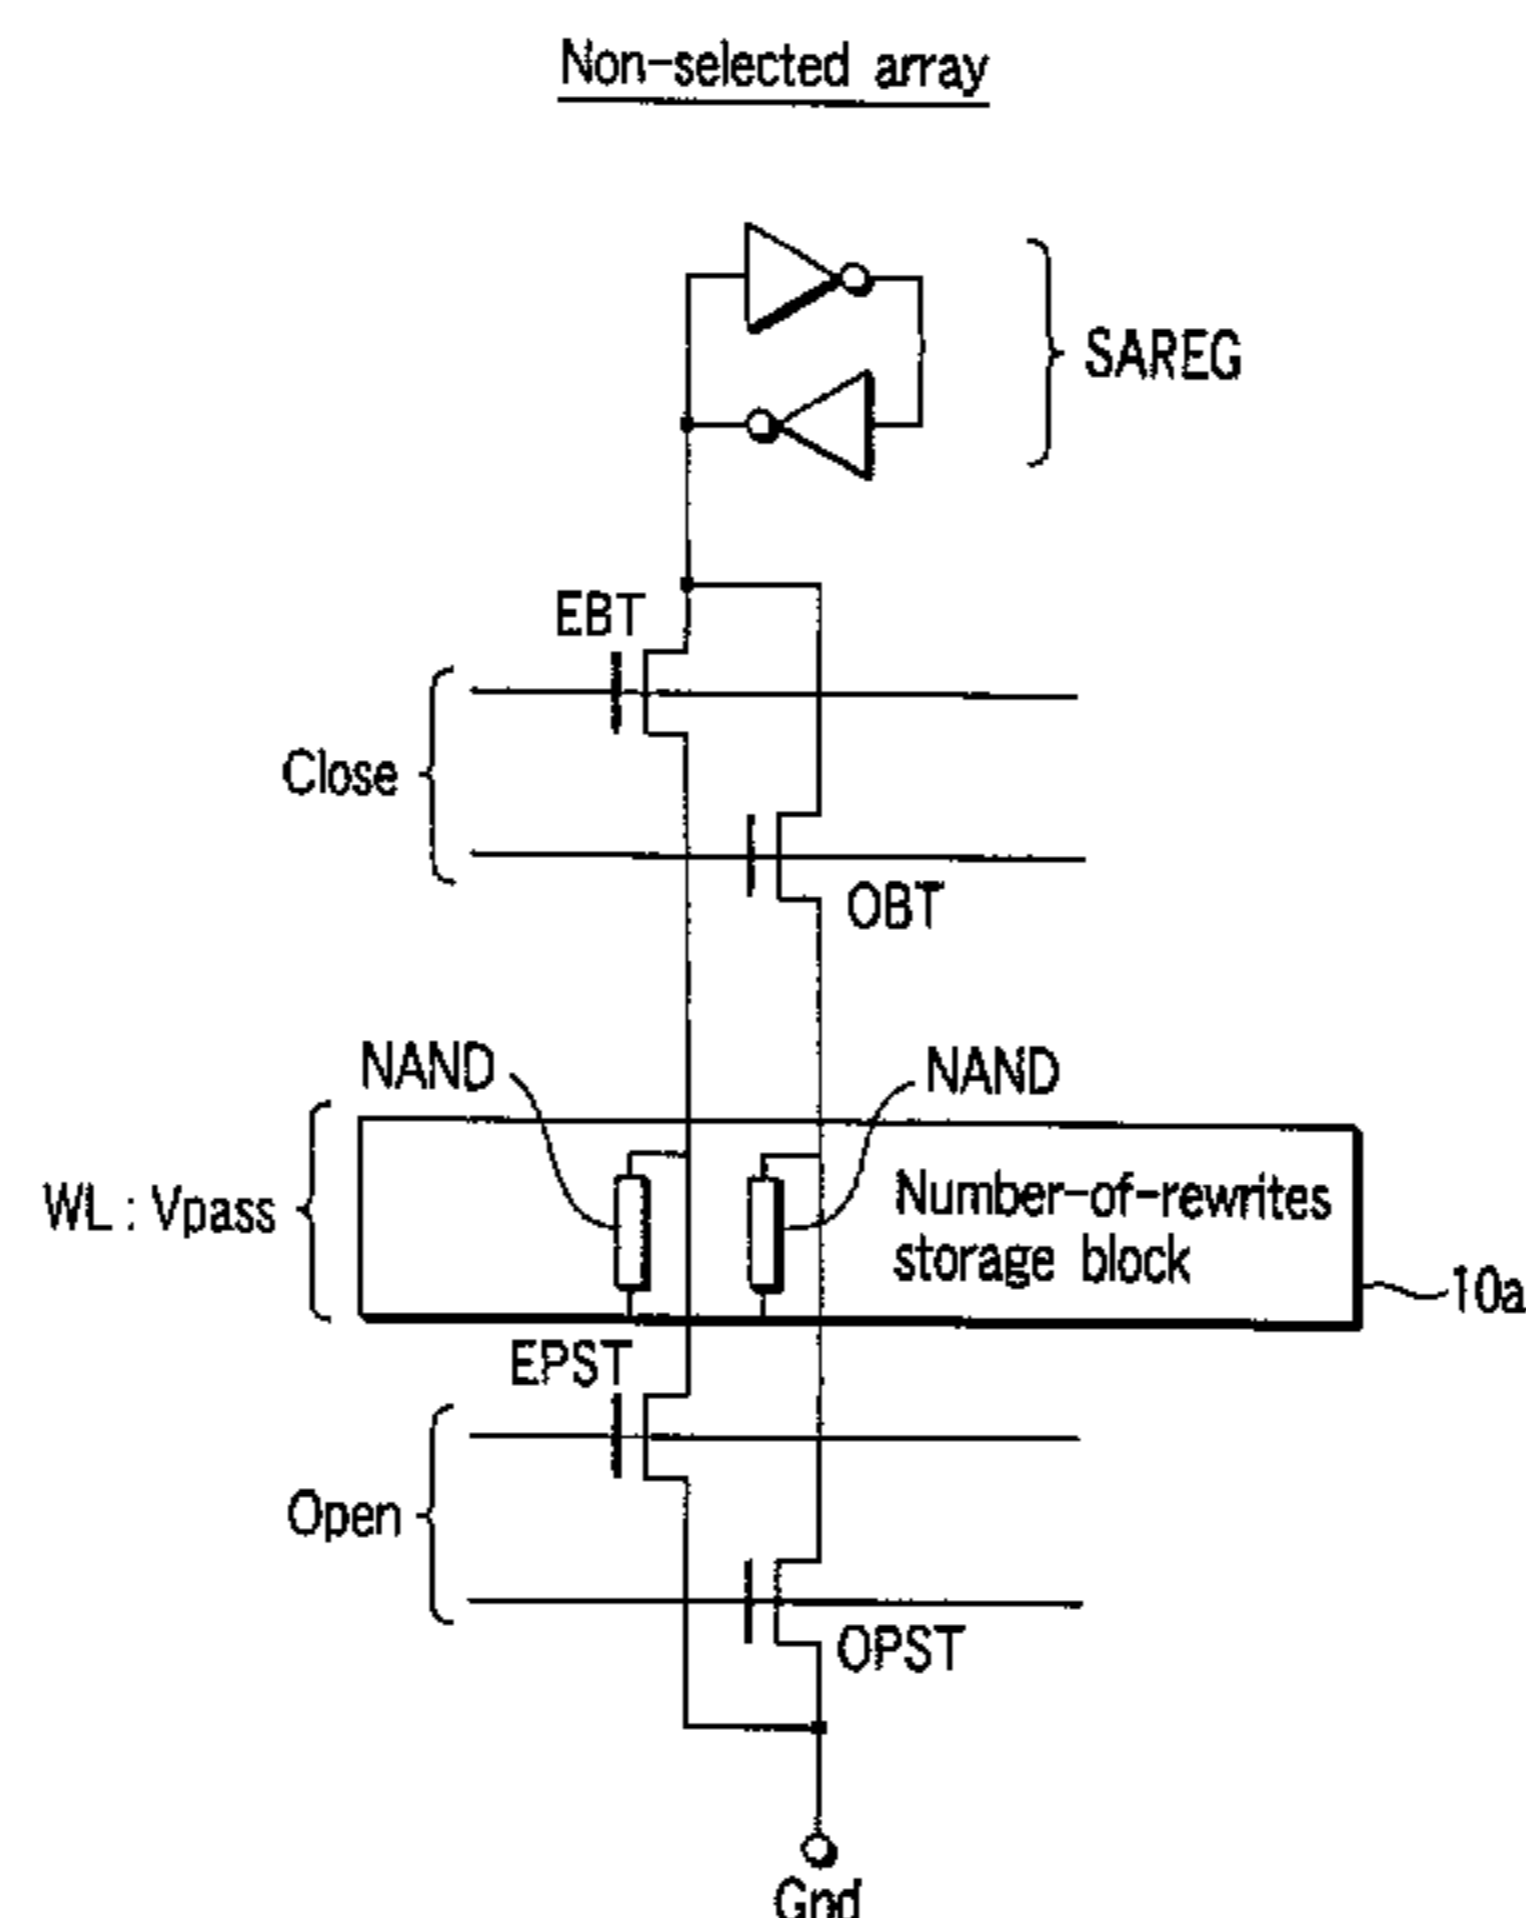 Non-selected array
SAREG
EBT
Close
OBT
NAND
NAND
WL : Vpass
Number-of-rewrites
storage block
10a
EPST
Open
OPST
Gnd